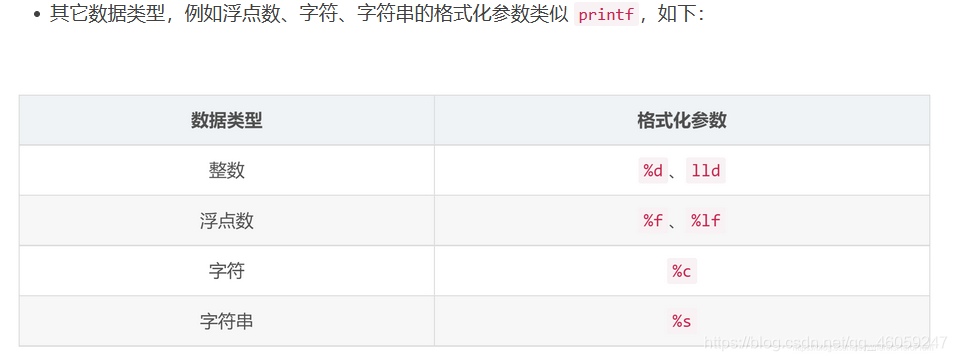 • 其它数据类型，例如浮点数、字符、字符串的格式化参数类似 printf，如下：
数据类型 格式化参数
整数 %d、lld
浮点数 %f、%lf
字符 %c
字符串 %s
https://blog.csdn.net/qq_46059247